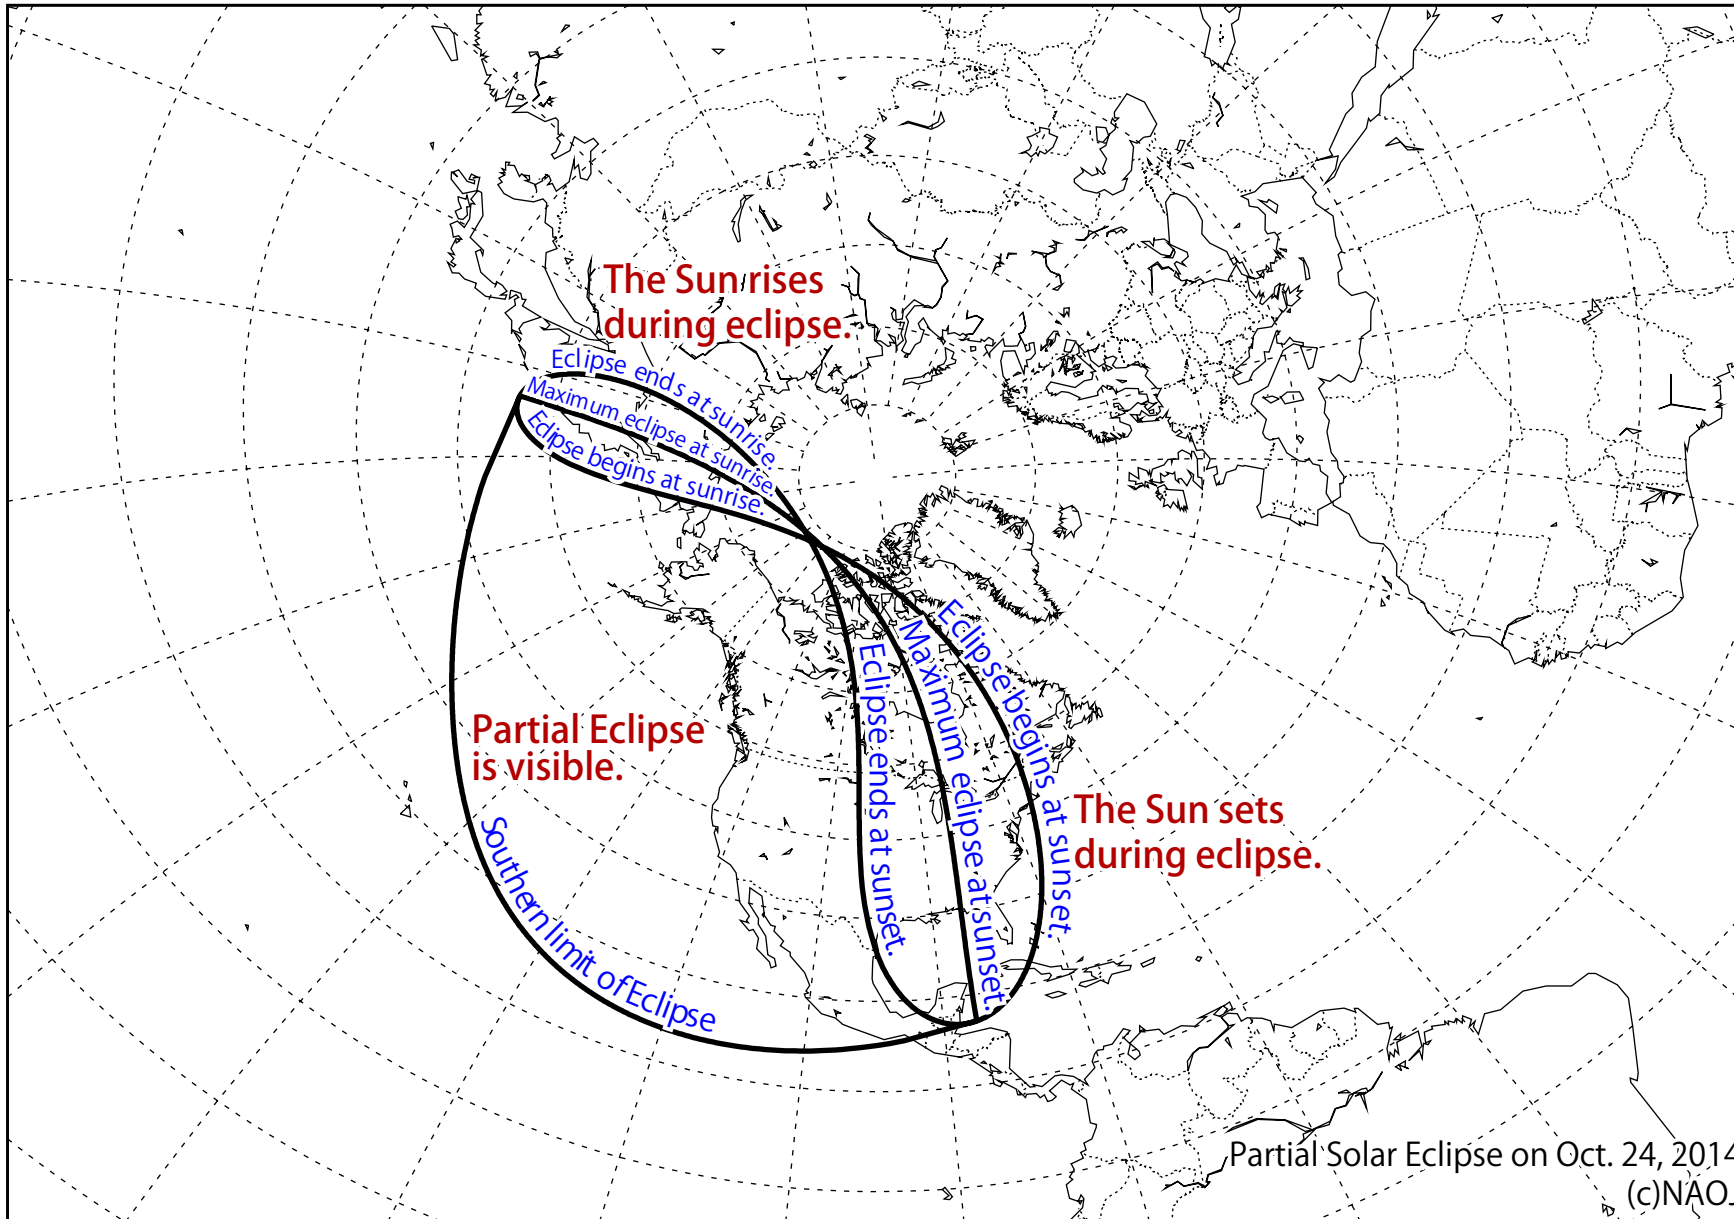 The Sun rises
during eclipse.
Eclipse ends at sunrise.
Maximum eclipse at sunrise.
Eclipse begins at sunrise.
Eclipse begins at sunset.
Maximum eclipse at sunset.
Eclipse ends at sunset.
Partial Eclipse
is visible.
The Sun sets
during eclipse.
Southern limit of Eclipse
Partial Solar Eclipse on Oct. 24, 2014
(c)NAOJ